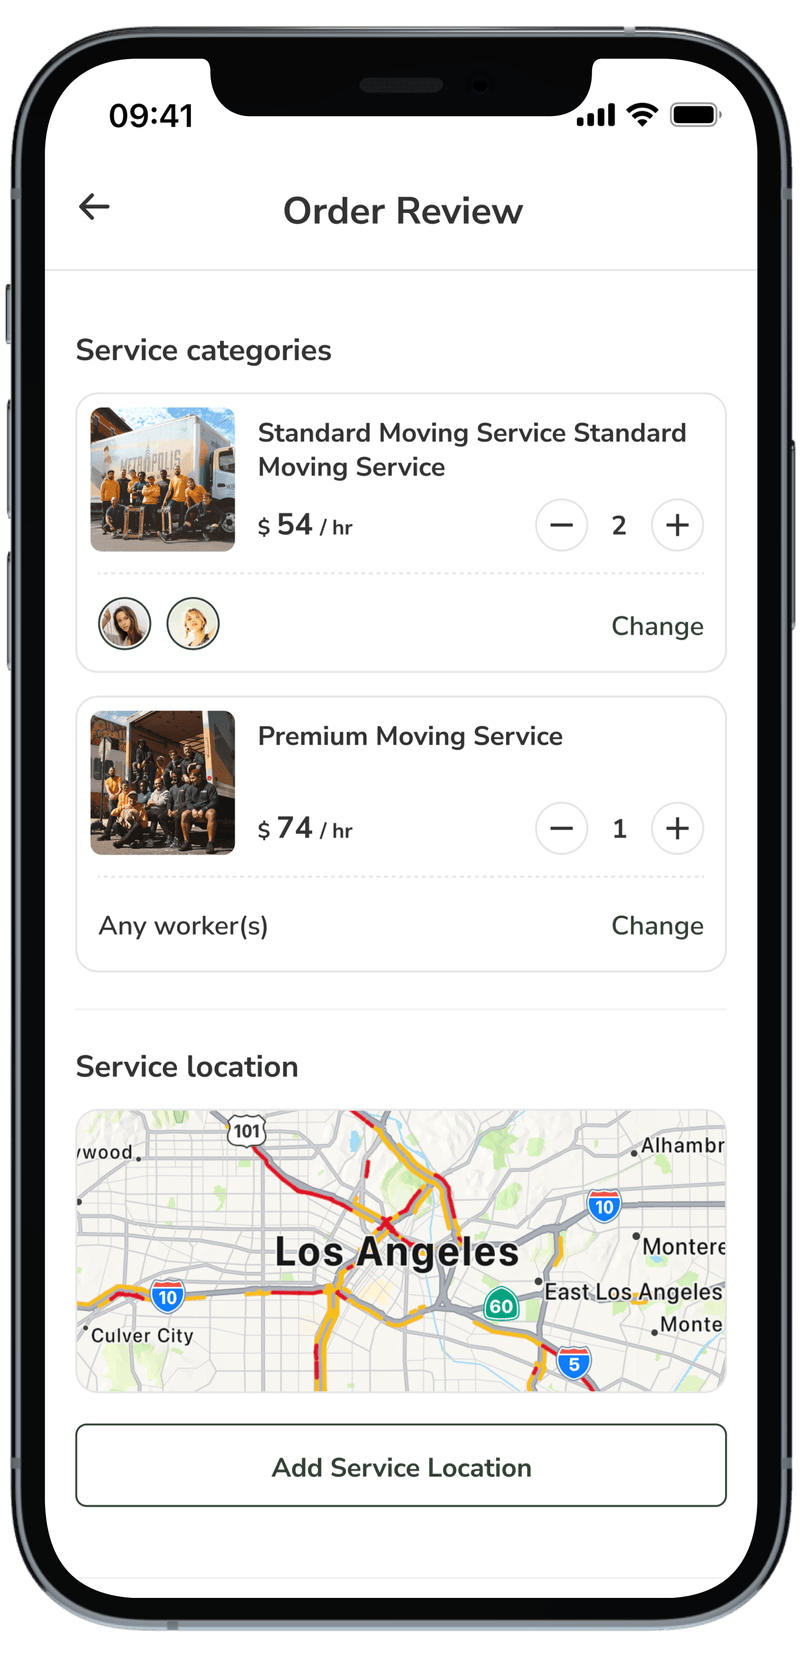 09:41
Order Review
Service categories
METROPOLIS
Standard Moving Service Standard
Moving Service
$ 54 / hr
2
Change
Premium Moving Service
$ 74 / hr
1
Any worker(s)
Change
Service location
101
ywood
Alhambr
10
Los Angeles
Montere
10
60
East Los Angeles
Culver City
Monte
5
Add Service Location